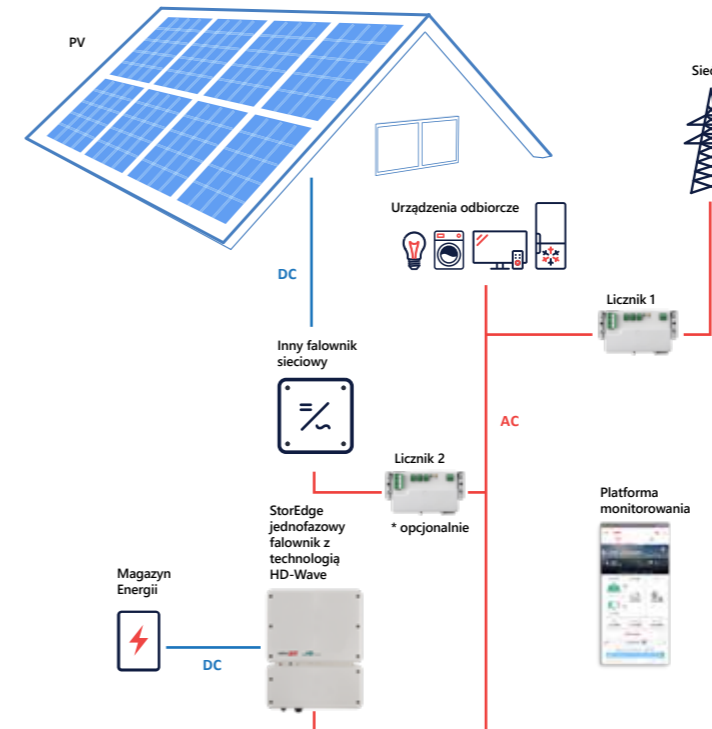 PV
Urządzenia odbiorcze
Licznik 1
DC
Inny falownik
sieciowy
AC
Licznik 2
* opcjonalnie
Platforma
monitorowania
StorEdge
jednofazowy
falownik z
technologią
HD-Wave
Magazyn
Energii
DC